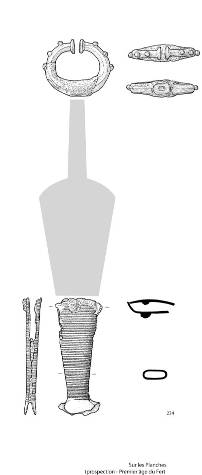 234
Sur les Planches
(prospection - Premier âge du Fer)